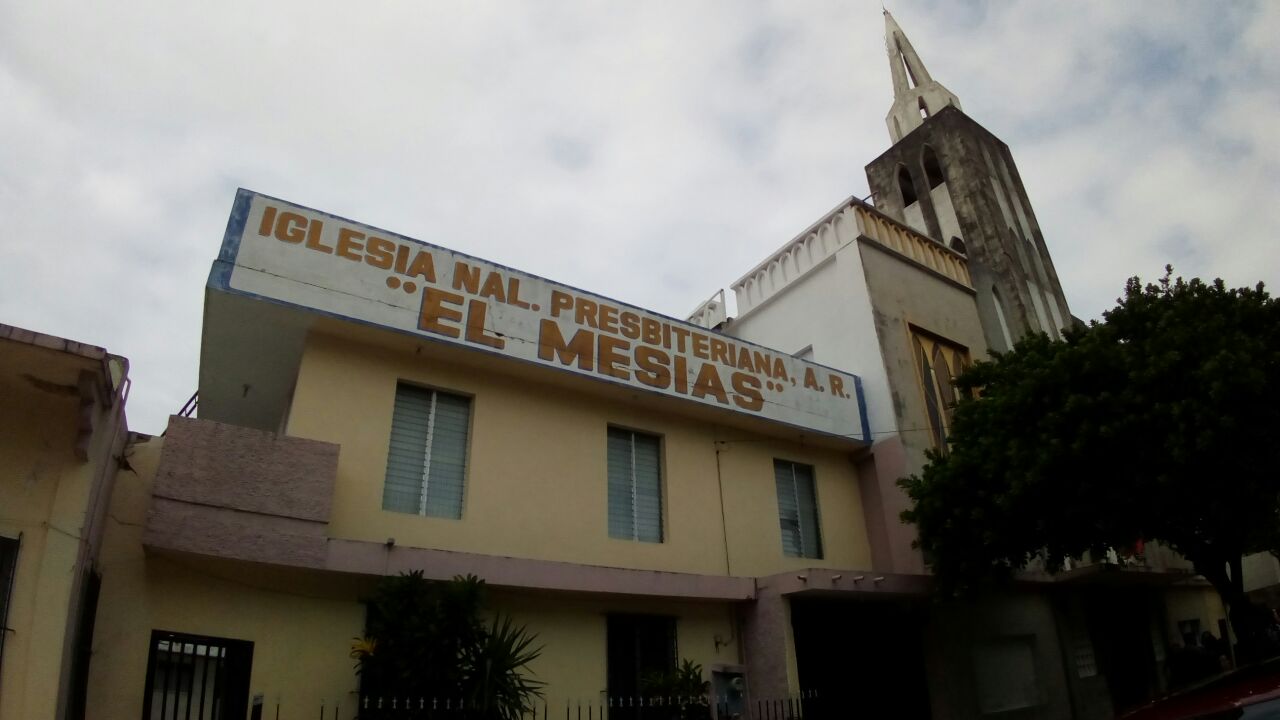 IGLESIA NAL. PRESBITERIANA, A. R.
¨EL MESIAS¨